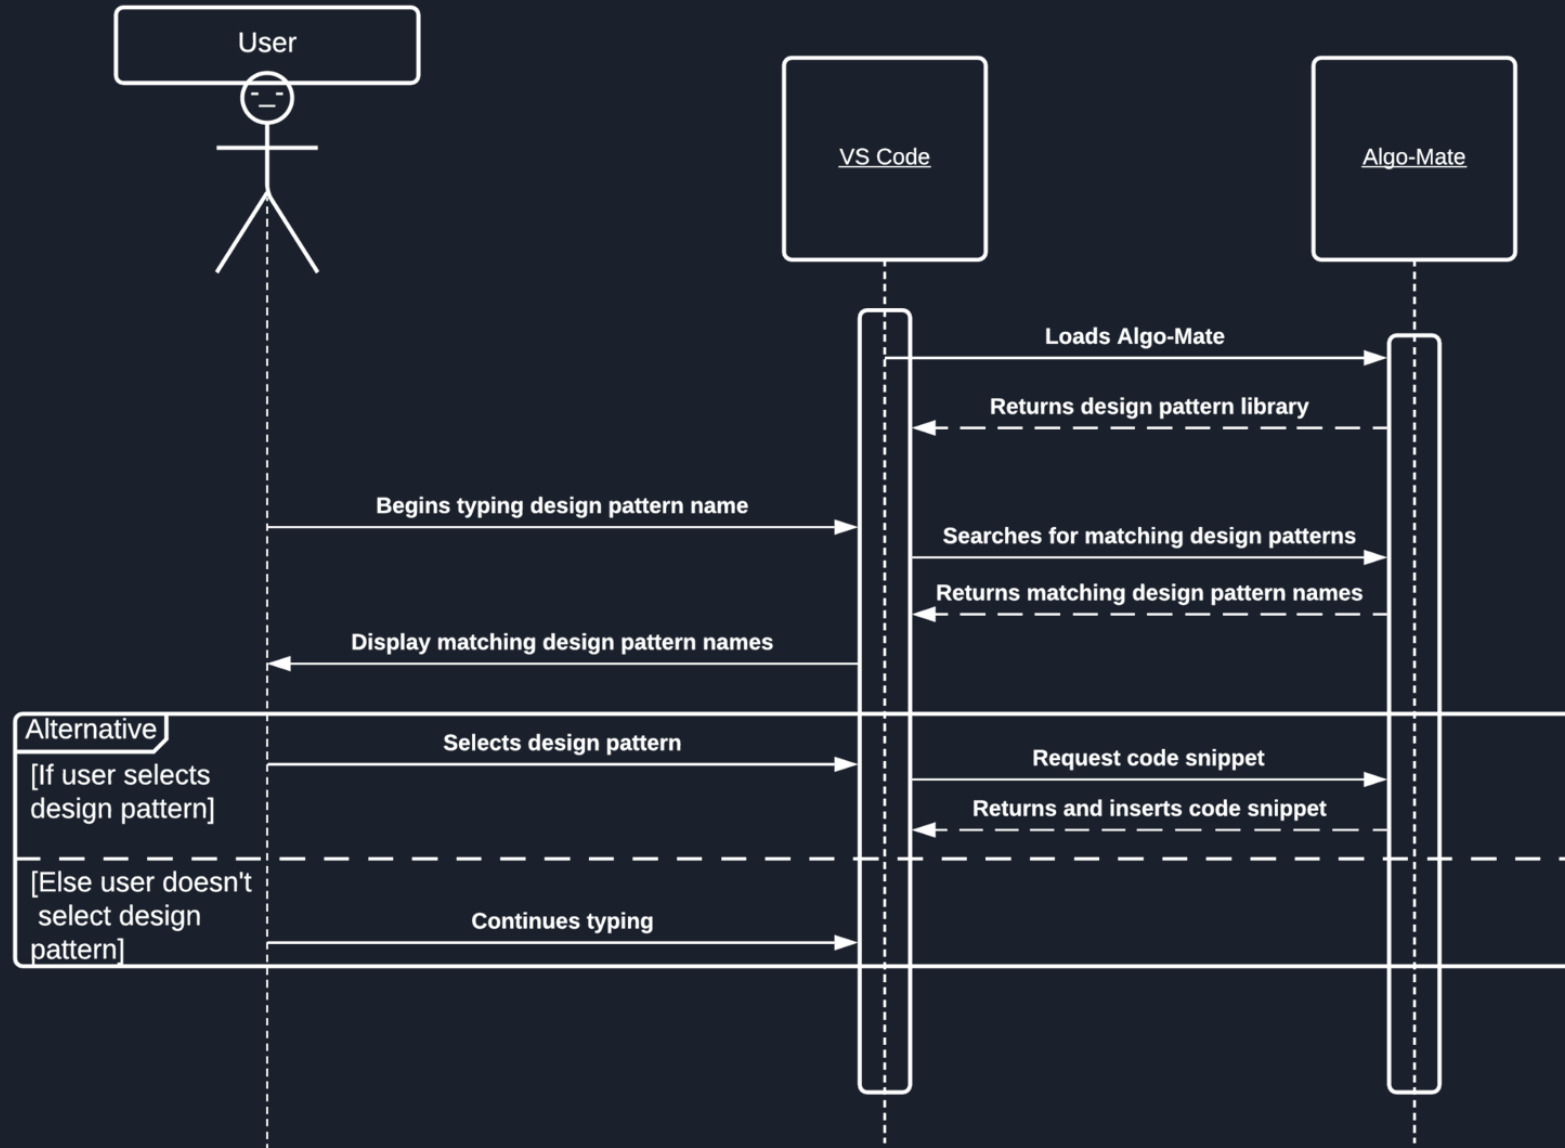 User
VS Code
Algo-Mate
Loads Algo-Mate
Returns design pattern library
Begins typing design pattern name
Searches for matching design patterns
Returns matching design pattern names
Display matching design pattern names
Alternative
Selects design pattern
Request code snippet
[If user selects
design pattern]
Returns and inserts code snippet
[Else user doesn't
select design
pattern]
Continues typing